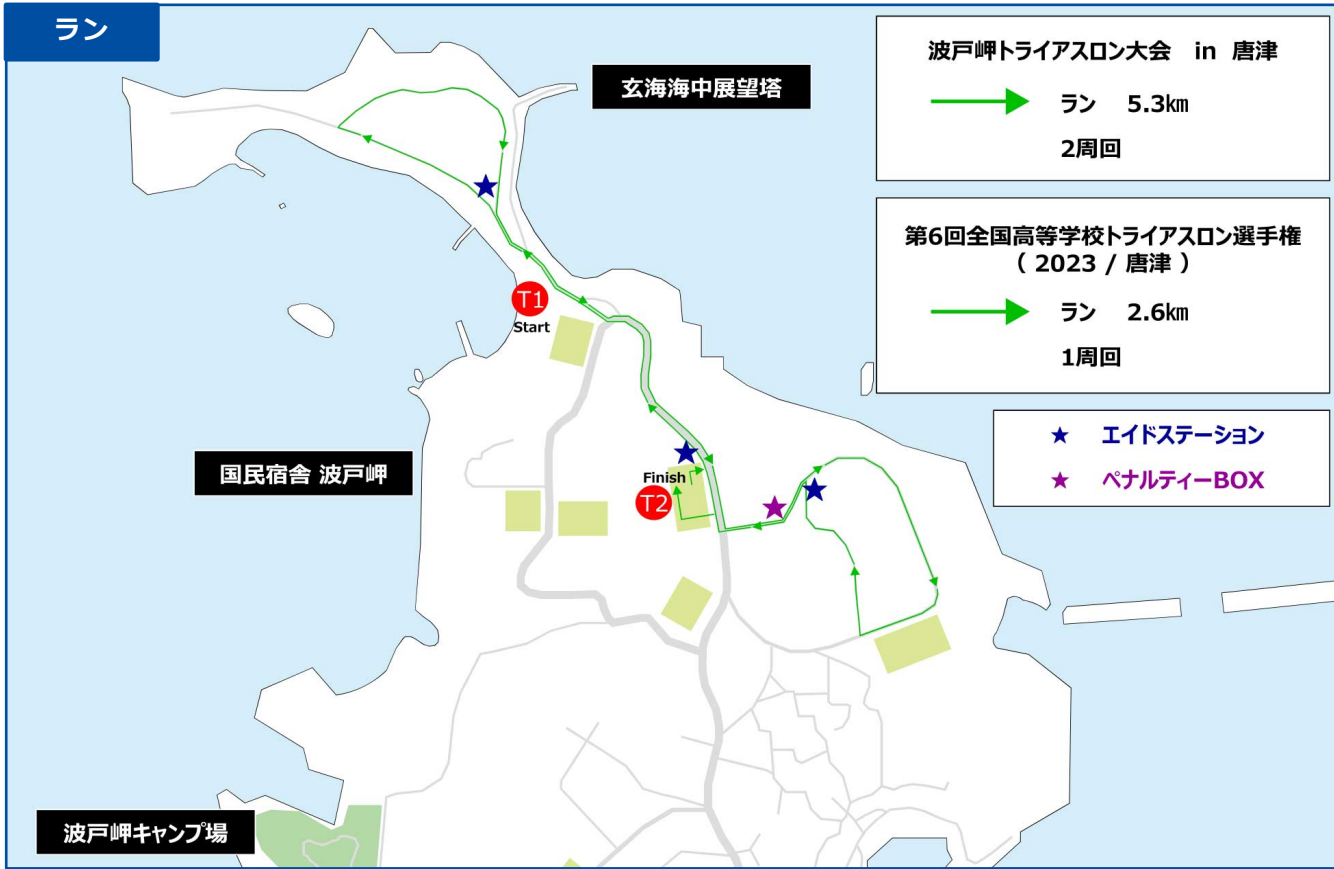 ラン
玄海海中展望塔
波戸岬トライアスロン大会 in 唐津
ラン 5.3㎞
2周回
第6回全国高等学校トライアスロン選手権
( 2023 / 唐津 )
ラン 2.6㎞
1周回
T1
Start
★ エイドステーション
★ ペナルティーBOX
国民宿舎 波戸岬
Finish
T2
波戸岬キャンプ場